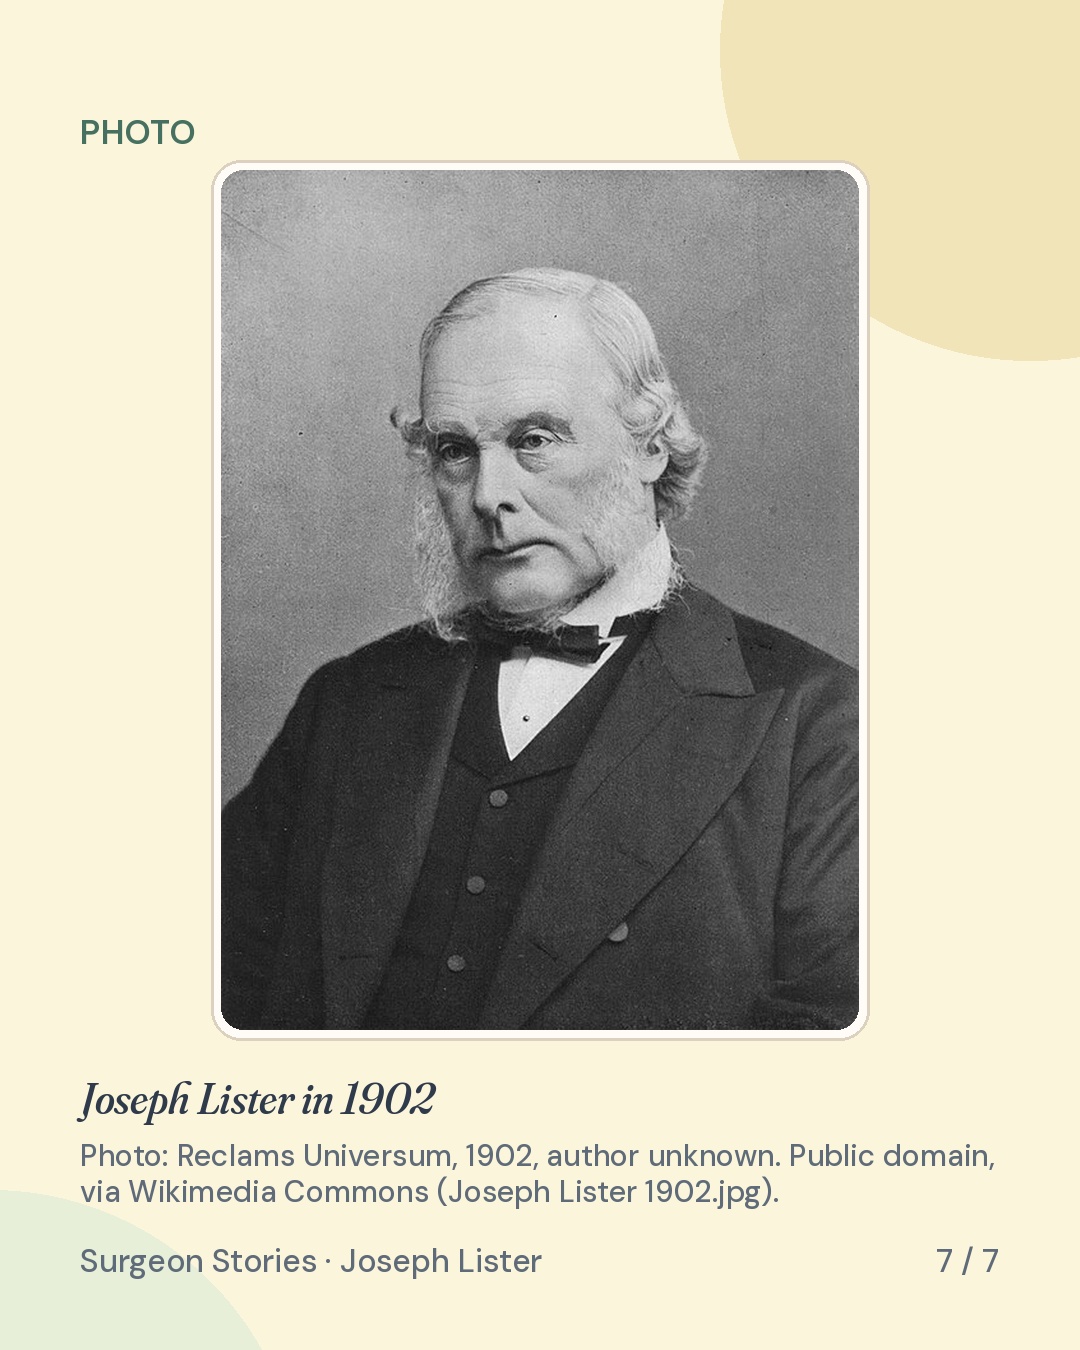 PHOTO
Joseph Lister in 1902
Photo: Reclams Universum, 1902, author unknown. Public domain,
via Wikimedia Commons (Joseph Lister 1902.jpg).
Surgeon Stories · Joseph Lister
7 / 7